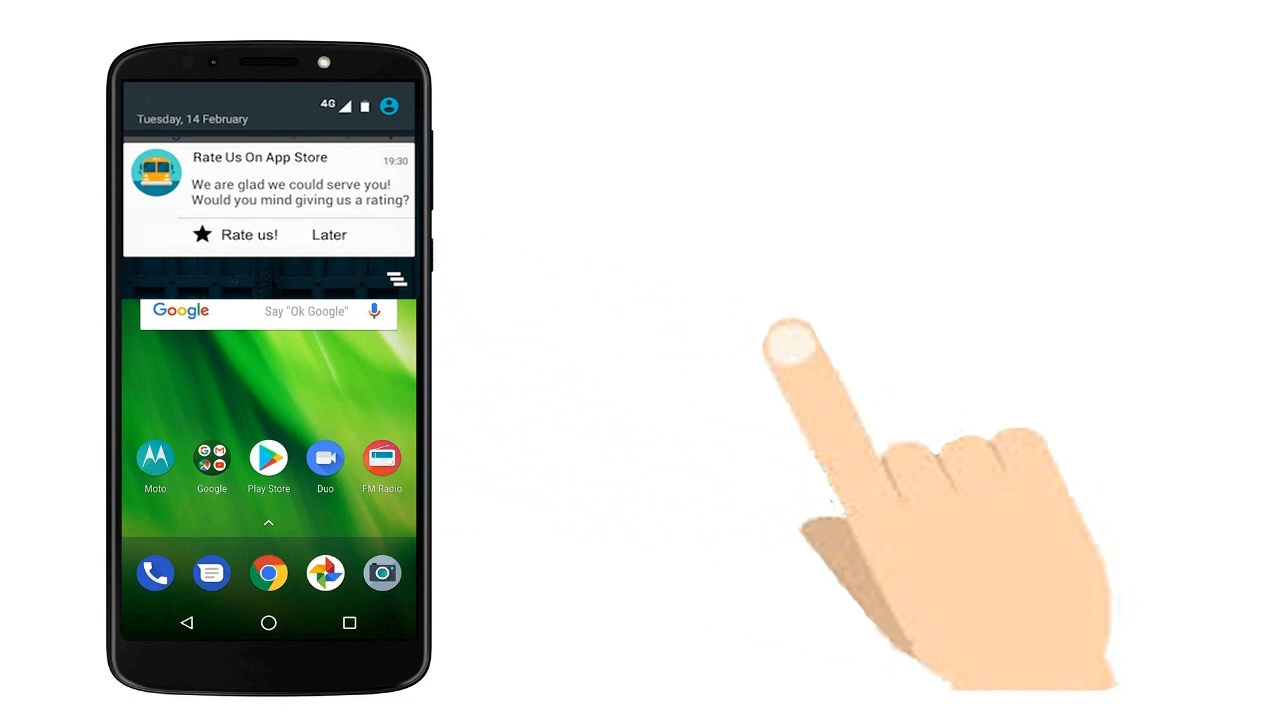 4G
Tuesday, 14 February
Rate Us On App Store
19:30
We are glad we could serve you!
Would you mind giving us a rating?
Rate us!
Later
Google
Say "Ok Google"
Moto
Google
Play Store
Duo
FM Radio